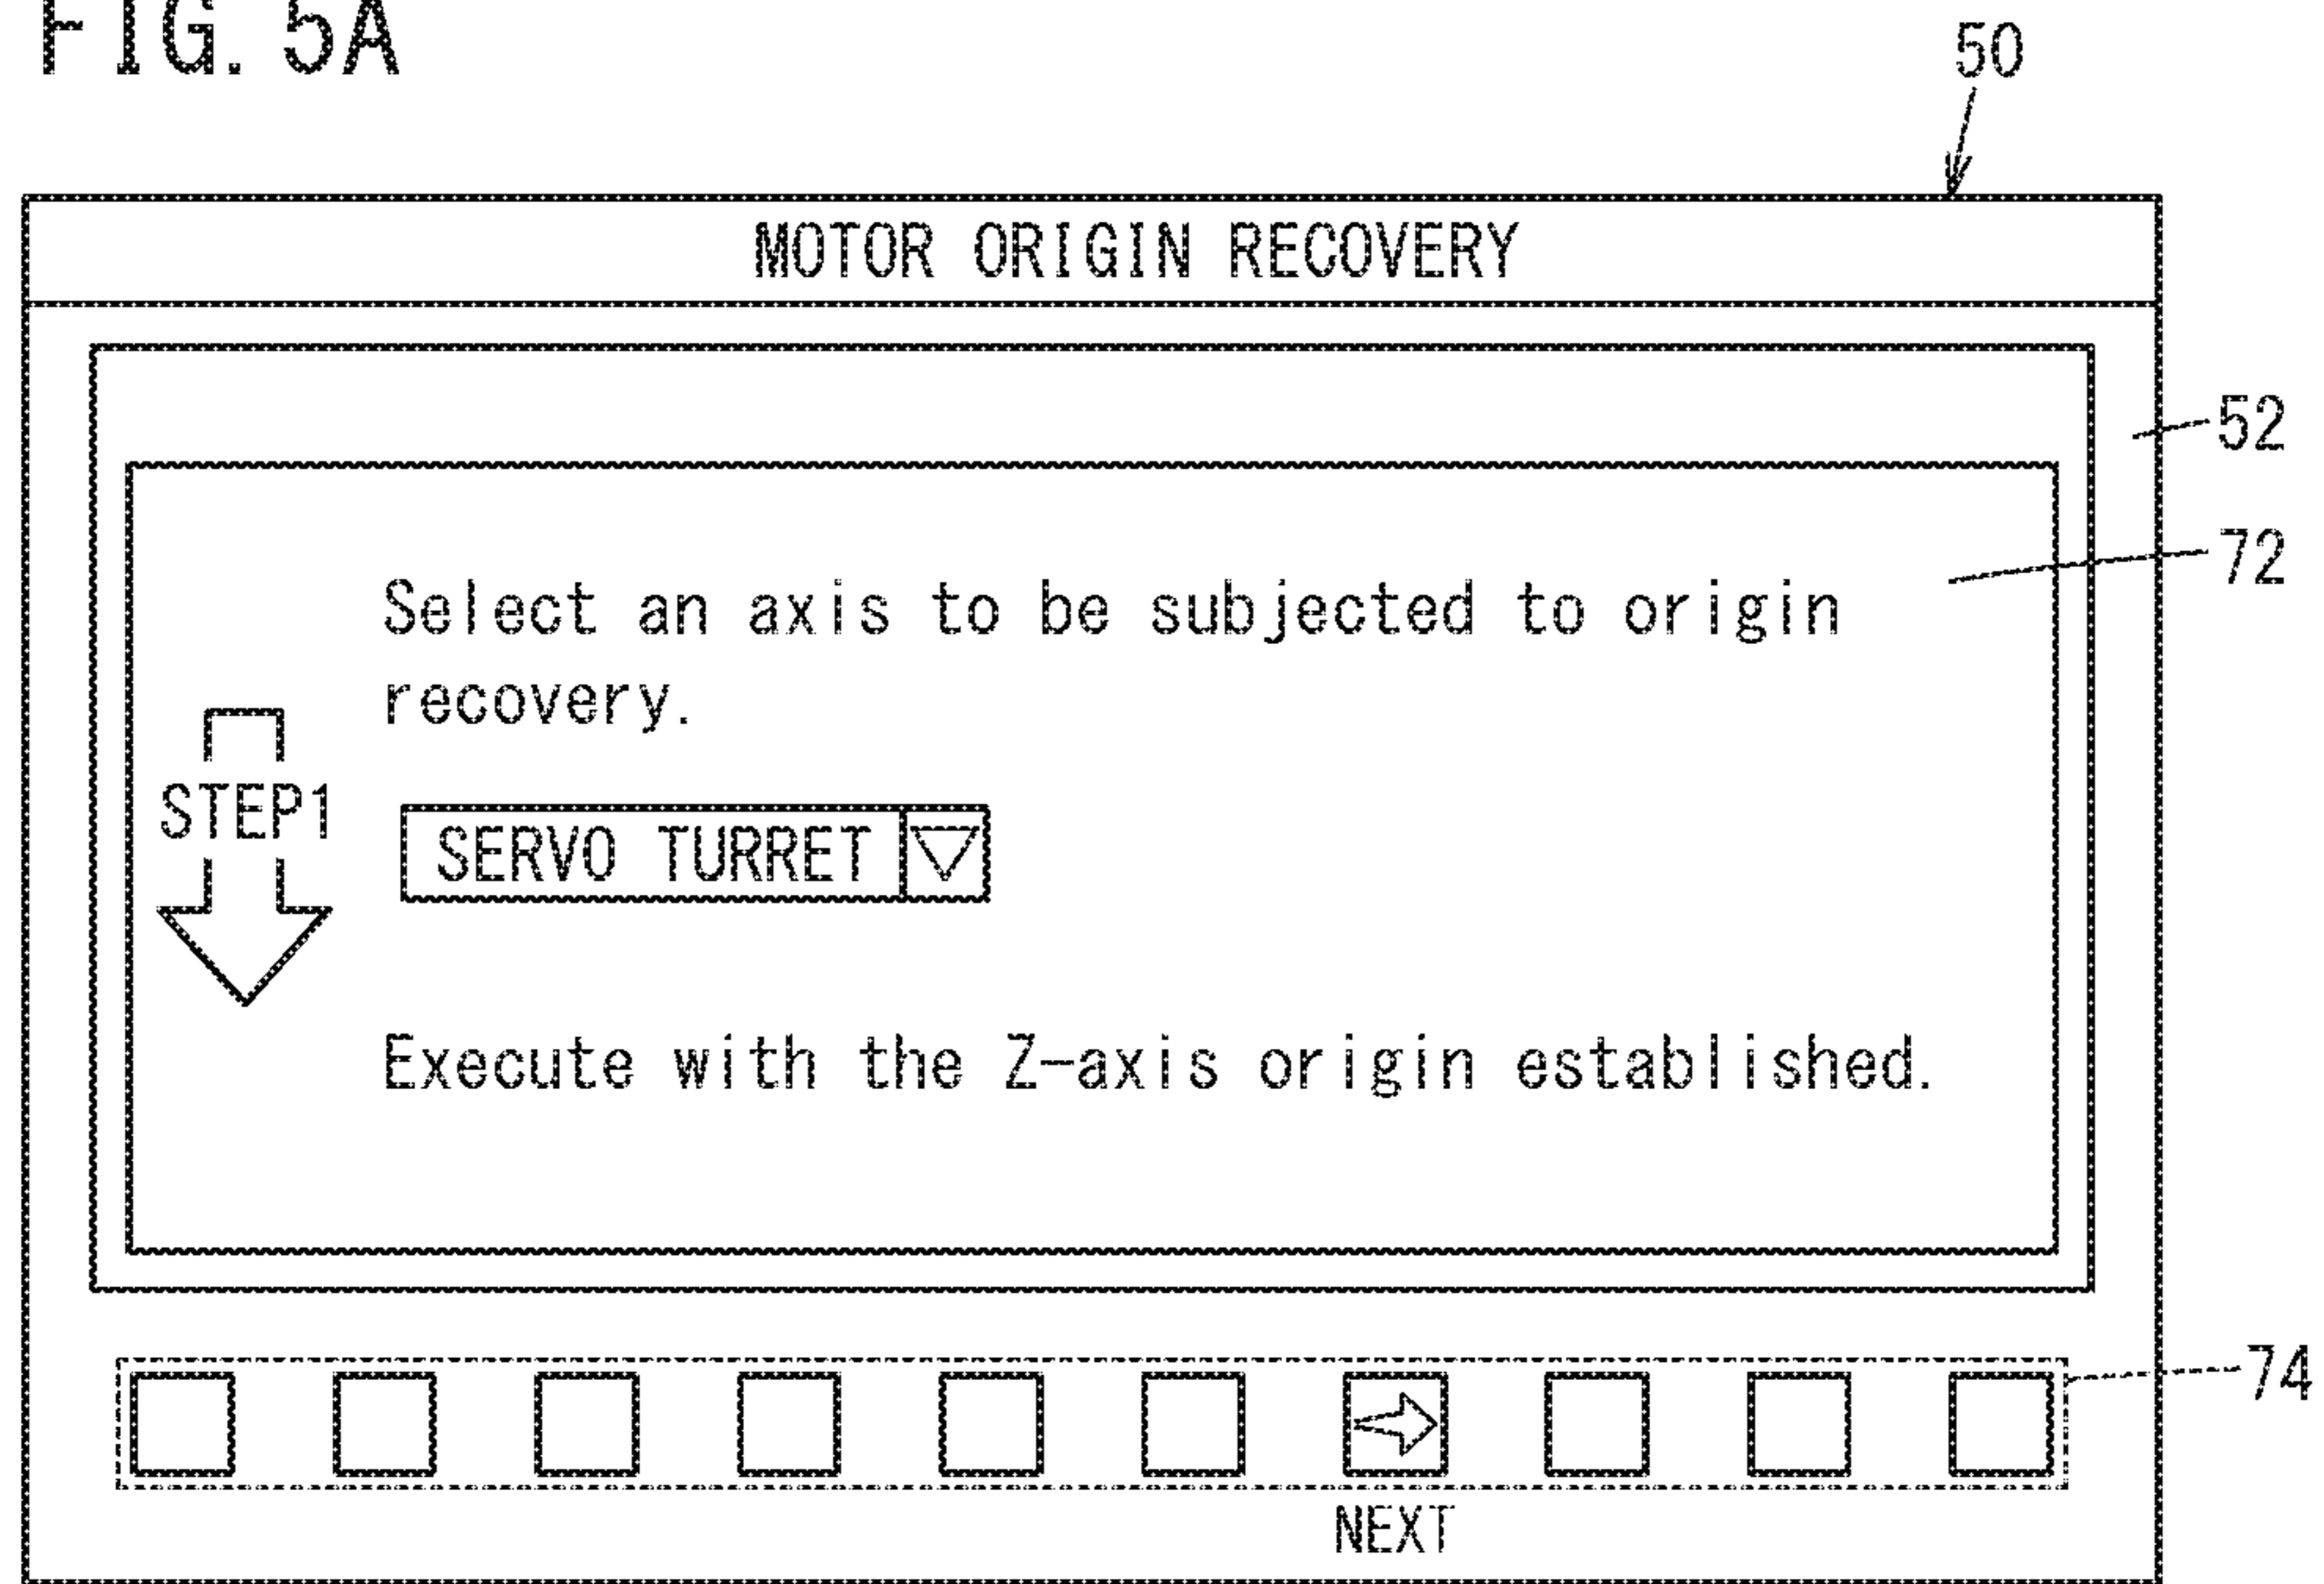 FIG. 5A
50
MOTOR ORIGIN RECOVERY
52
72
Select an axis to be subjected to origin
recovery.
STEP1
SERVO TURRET
Execute with the Z-axis origin established.
74
NEXT